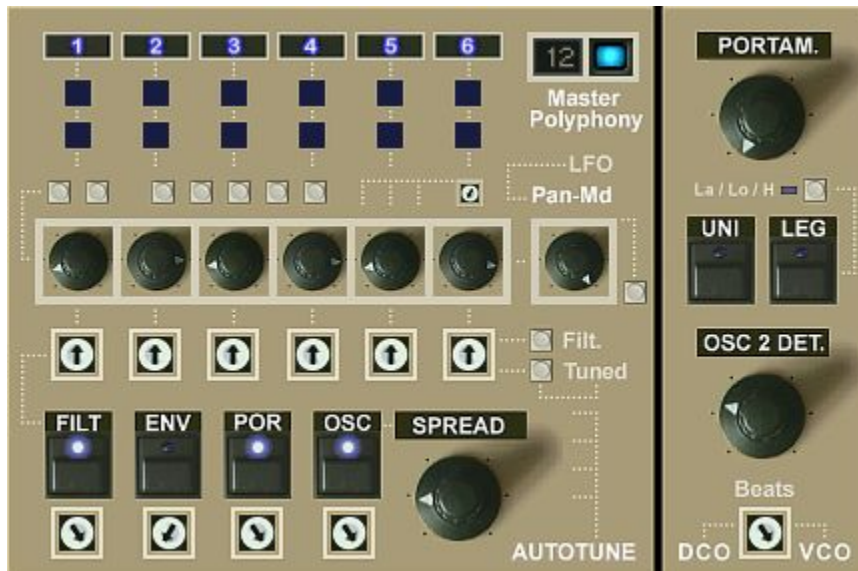 1 2 3 4 5 6
12
Master
Polyphony
PORTAM.
LFO
Pan-Md
La / Lo / H
UNI LEG
Filt.
Tuned
OSC 2 DET.
FILT ENV POR OSC SPREAD
Beats
AUTOTUNE
DCO VCO